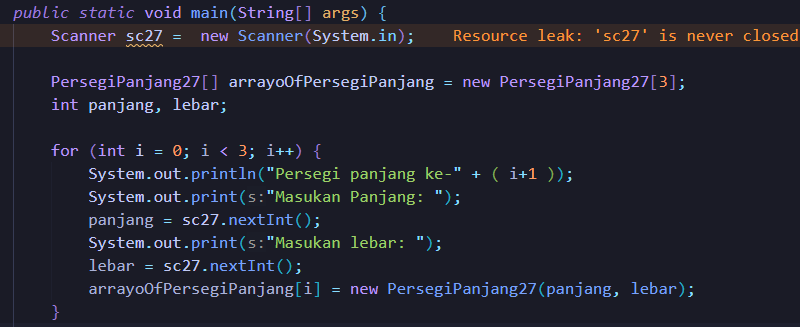 public static void main(String[] args) {
Scanner sc27 =  new Scanner(System.in);    Resource leak: 'sc27' is never closed
PersegiPanjang27[] arrayoOfPersegiPanjang = new PersegiPanjang27[3];
int panjang, lebar;
for (int i = 0; i < 3; i++) {
System.out.println("Persegi panjang ke-" + ( i+1 ));
System.out.print(s:"Masukan Panjang: ");
panjang = sc27.nextInt();
System.out.print(s:"Masukan lebar: ");
lebar = sc27.nextInt();
arrayoOfPersegiPanjang[i] = new PersegiPanjang27(panjang, lebar);
}